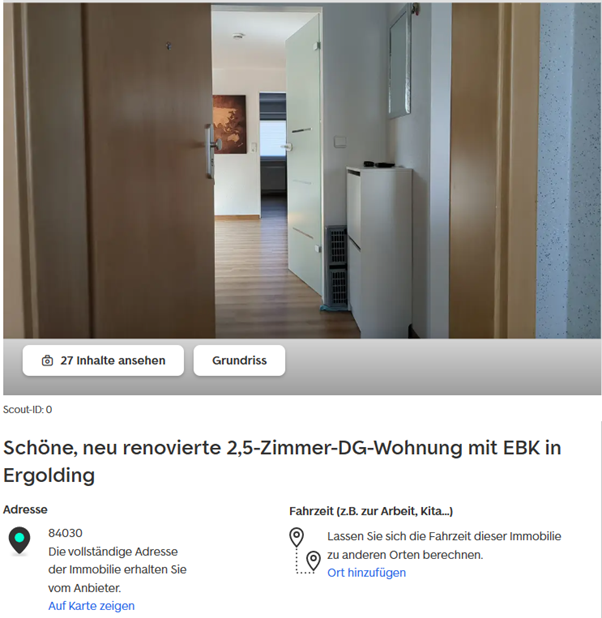 27 Inhalte ansehen
Grundriss
Scout-ID: 0
Schöne, neu renovierte 2,5-Zimmer-DG-Wohnung mit EBK in
Ergolding
Adresse
84030
Die vollständige Adresse
der Immobilie erhalten Sie
vom Anbieter.
Auf Karte zeigen
Fahrzeit (z.B. zur Arbeit, Kita...)
Lassen Sie sich die Fahrzeit dieser Immobilie
zu anderen Orten berechnen.
Ort hinzufügen